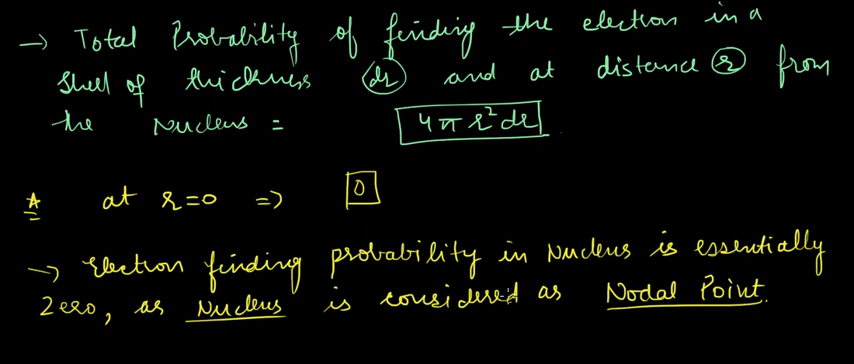 → Total Probability of finding the electron in a
shell of thickness dr and at distance r from
the Nucleus = 4πr²dr
* at r=0 => 0
→ Electron finding probability in Nucleus is essentially
Zero, as Nucleus is considered as Nodal Point.